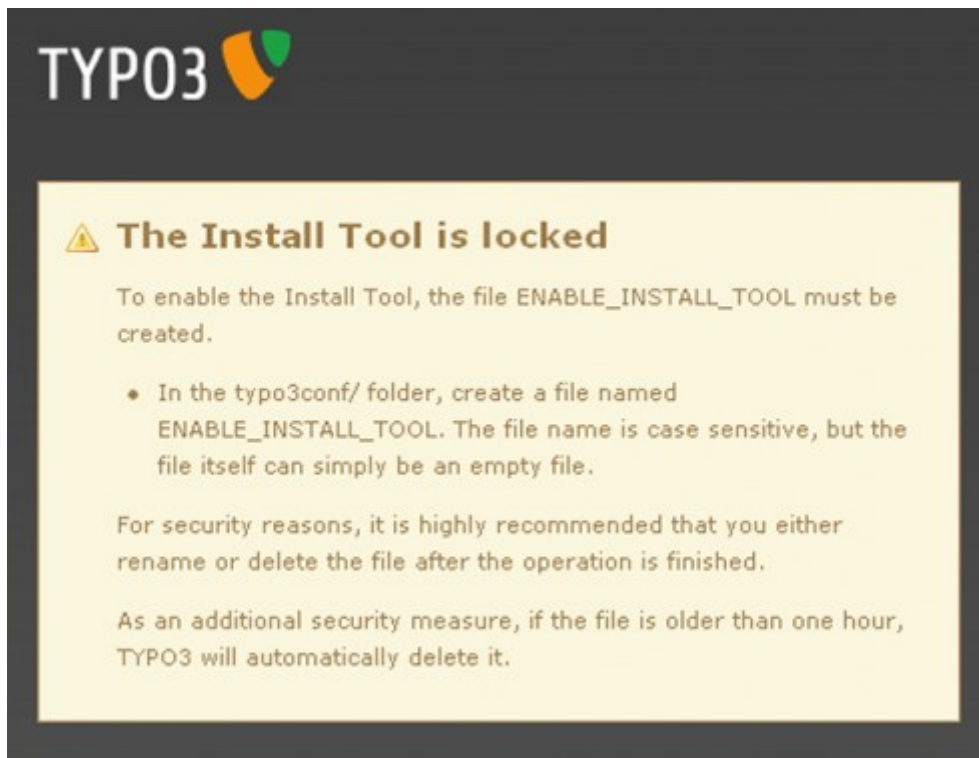 TYPO3
The Install Tool is locked
To enable the Install Tool, the file ENABLE_INSTALL_TOOL must be
created.
• In the typo3conf/ folder, create a file named
ENABLE_INSTALL_TOOL. The file name is case sensitive, but the
file itself can simply be an empty file.
For security reasons, it is highly recommended that you either
rename or delete the file after the operation is finished.
As an additional security measure, if the file is older than one hour,
TYPO3 will automatically delete it.